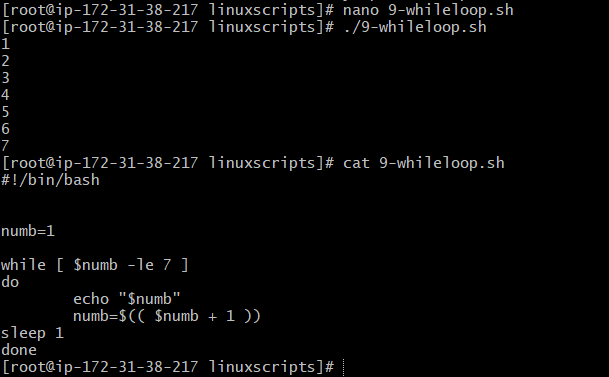 [root@ip-172-31-38-217 linuxscripts]# nano 9-whileloop.sh
[root@ip-172-31-38-217 linuxscripts]# ./9-whileloop.sh
1
2
3
4
5
6
7
[root@ip-172-31-38-217 linuxscripts]# cat 9-whileloop.sh
#!/bin/bash
numb=1
while [ $numb -le 7 ]
do
        echo "$numb"
        numb=$(( $numb + 1 ))
sleep 1
done
[root@ip-172-31-38-217 linuxscripts]#